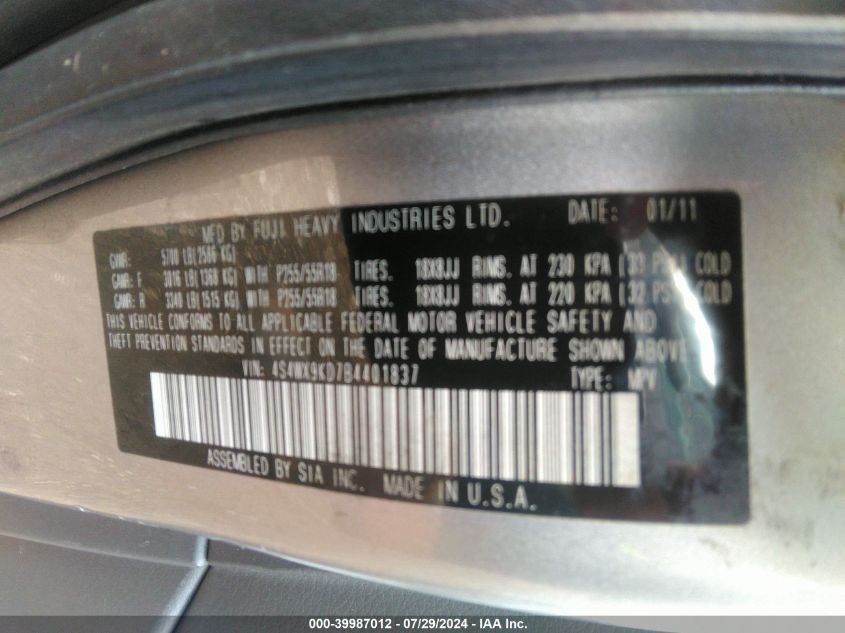 MFD BY FUJI HEAVY INDUSTRIES LTD. DATE: 01/11
GVWR: 5700 LB(2586 KG)
GAWR: F 3016 LB(1368 KG) WITH P255/55R18 TIRES. 18X8JJ RIMS. AT 230 KPA (33 PSI) COLD
GAWR: R 3340 LB(1515 KG) WITH P255/55R18 TIRES. 18X8JJ RIMS. AT 220 KPA (32 PSI) COLD
THIS VEHICLE CONFORMS TO ALL APPLICABLE FEDERAL MOTOR VEHICLE SAFETY AND
THEFT PREVENTION STANDARDS IN EFFECT ON THE DATE OF MANUFACTURE SHOWN ABOVE
VIN: 4S4WX9KD7B4401837 TYPE: MPV
ASSEMBLED BY SIA INC. MADE IN U.S.A.
000-39987012 - 07/29/2024 - IAA Inc.